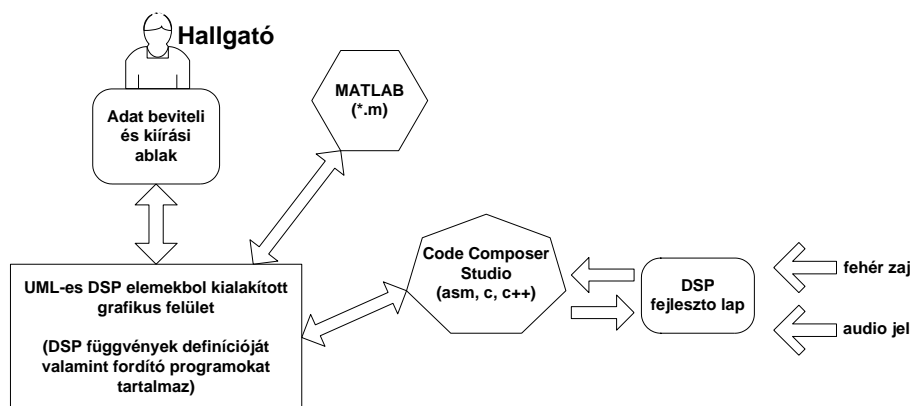 Hallgató
Adat beviteli
és kiírási
ablak
MATLAB
(*.m)
UML-es DSP elemekbol kialakított
grafikus felület
(DSP függvények definícióját
valamint fordító programokat
tartalmaz)
Code Composer
Studio
(asm, c, c++)
DSP
fejleszto lap
fehér zaj
audio jel